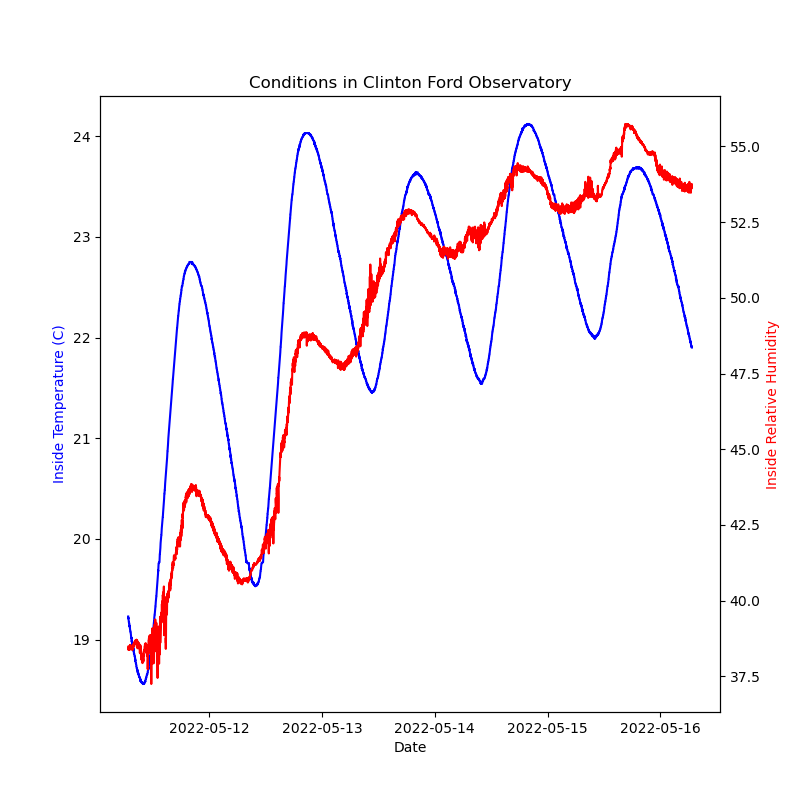 Conditions in Clinton Ford Observatory
24
23
22
21
20
19
Inside Temperature (C)
55.0
52.5
50.0
47.5
45.0
42.5
40.0
37.5
Inside Relative Humidity
2022-05-12 2022-05-13 2022-05-14 2022-05-15 2022-05-16
Date